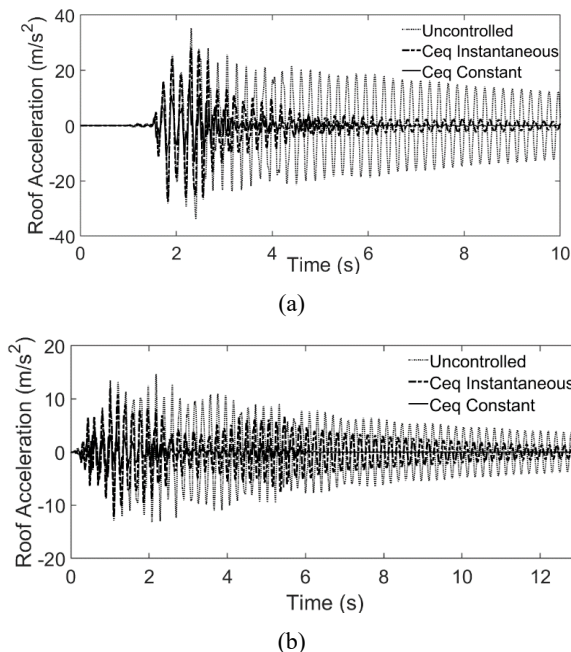 40
20
0
-20
-40
Roof Acceleration (m/s²)
Uncontrolled
Ceq Instantaneous
Ceq Constant
0 2 4 6 8 10
Time (s)
(a)
20
10
0
-10
-20
Roof Acceleration (m/s²)
Uncontrolled
Ceq Instantaneous
Ceq Constant
0 2 4 6 8 10 12
Time (s)
(b)